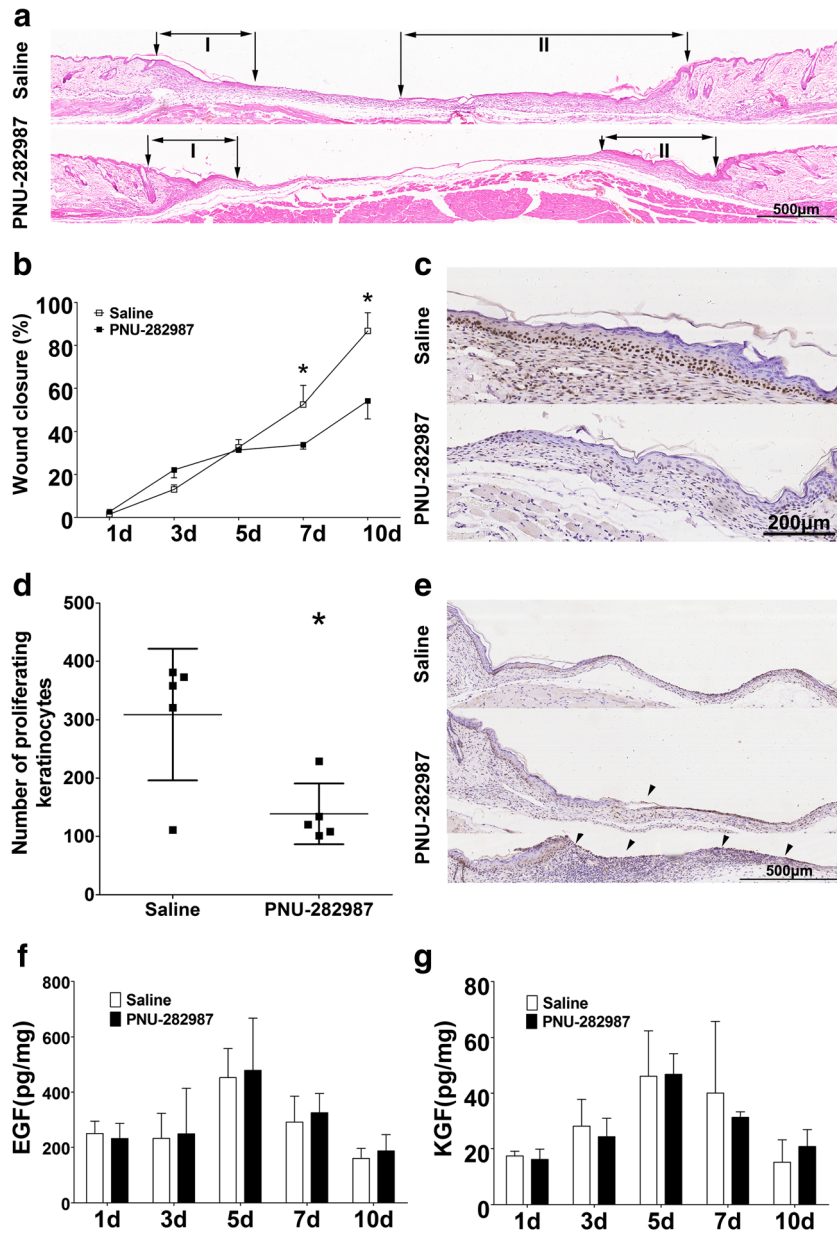 a
Saline
I
II
PNU-282987
I
II
500μm
b
Wound closure (%)
100
80
60
40
20
0
Saline
PNU-282987
*
*
1d 3d 5d 7d 10d
c
Saline
PNU-282987
200μm
d
Number of proliferating
keratinocytes
500
400
300
200
100
0
*
Saline PNU-282987
e
Saline
PNU-282987
500μm
f
EGF(pg/mg)
800
600
400
200
0
Saline
PNU-282987
1d 3d 5d 7d 10d
g
KGF(pg/mg)
80
60
40
20
0
Saline
PNU-282987
1d 3d 5d 7d 10d